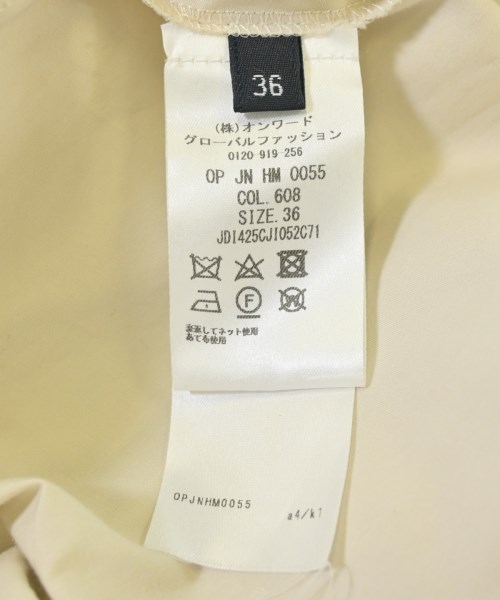 36
(株)オンワード
グローバルファッション
0120-919-256
OP JN HM 0055
COL. 608
SIZE. 36
JDI425CJI052C71
F
W
裏返してネット使用
あて布使用
OPJNHM0055
a4/k1